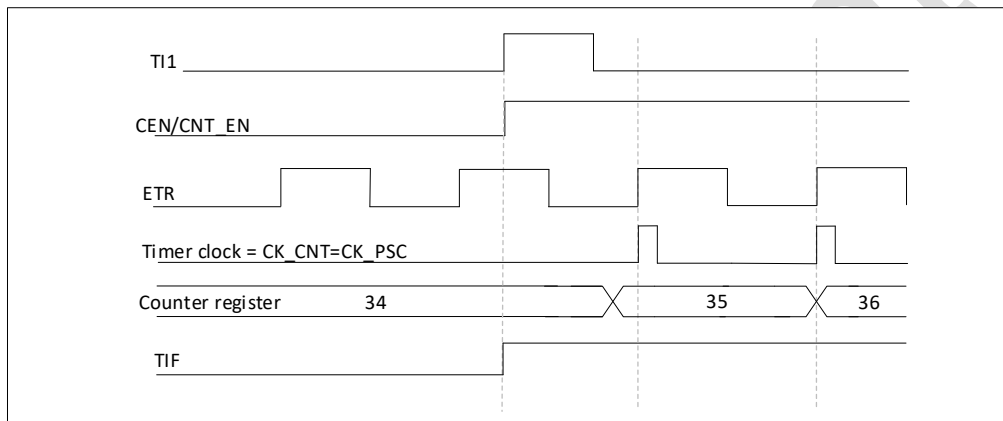 TI1
CEN/CNT_EN
ETR
Timer clock = CK_CNT=CK_PSC
Counter register 34 35 36
TIF